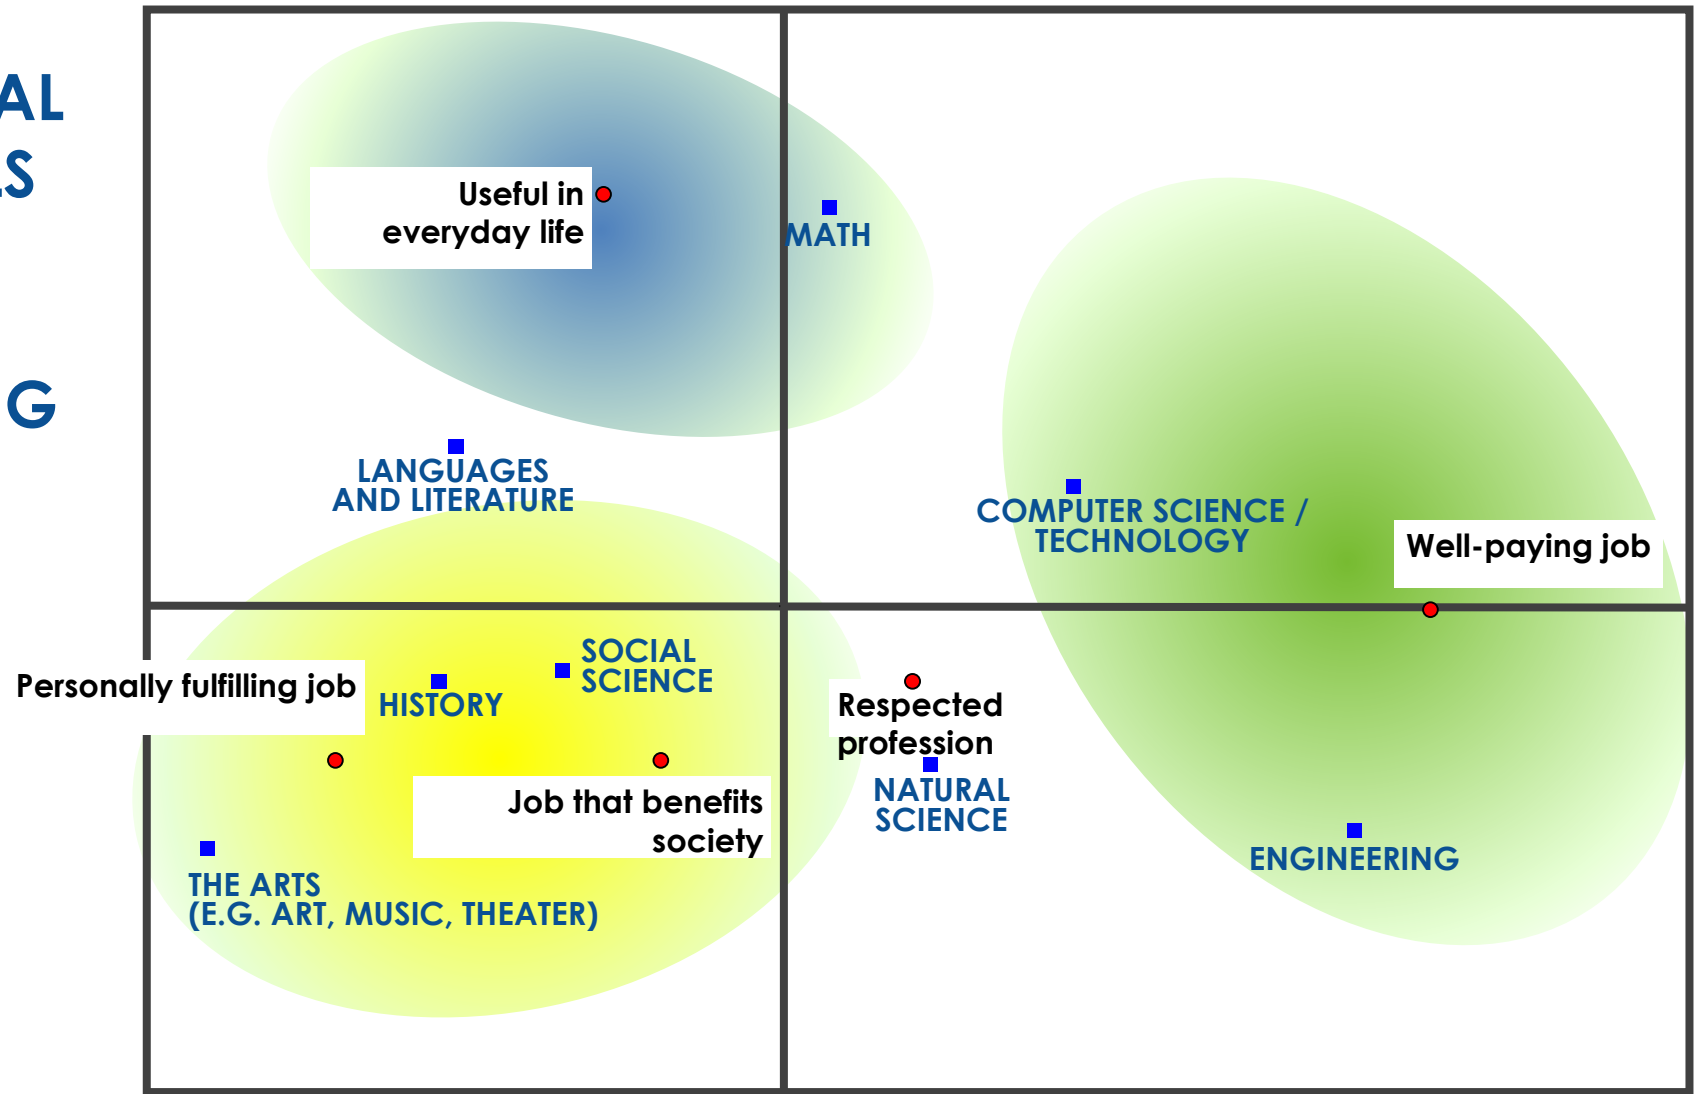 AL
LS
G
Useful in
everyday life
MATH
LANGUAGES
AND LITERATURE
COMPUTER SCIENCE /
TECHNOLOGY
Well-paying job
SOCIAL
SCIENCE
Personally fulfilling job
HISTORY
Respected
profession
Job that benefits
society
NATURAL
SCIENCE
ENGINEERING
THE ARTS
(E.G. ART, MUSIC, THEATER)